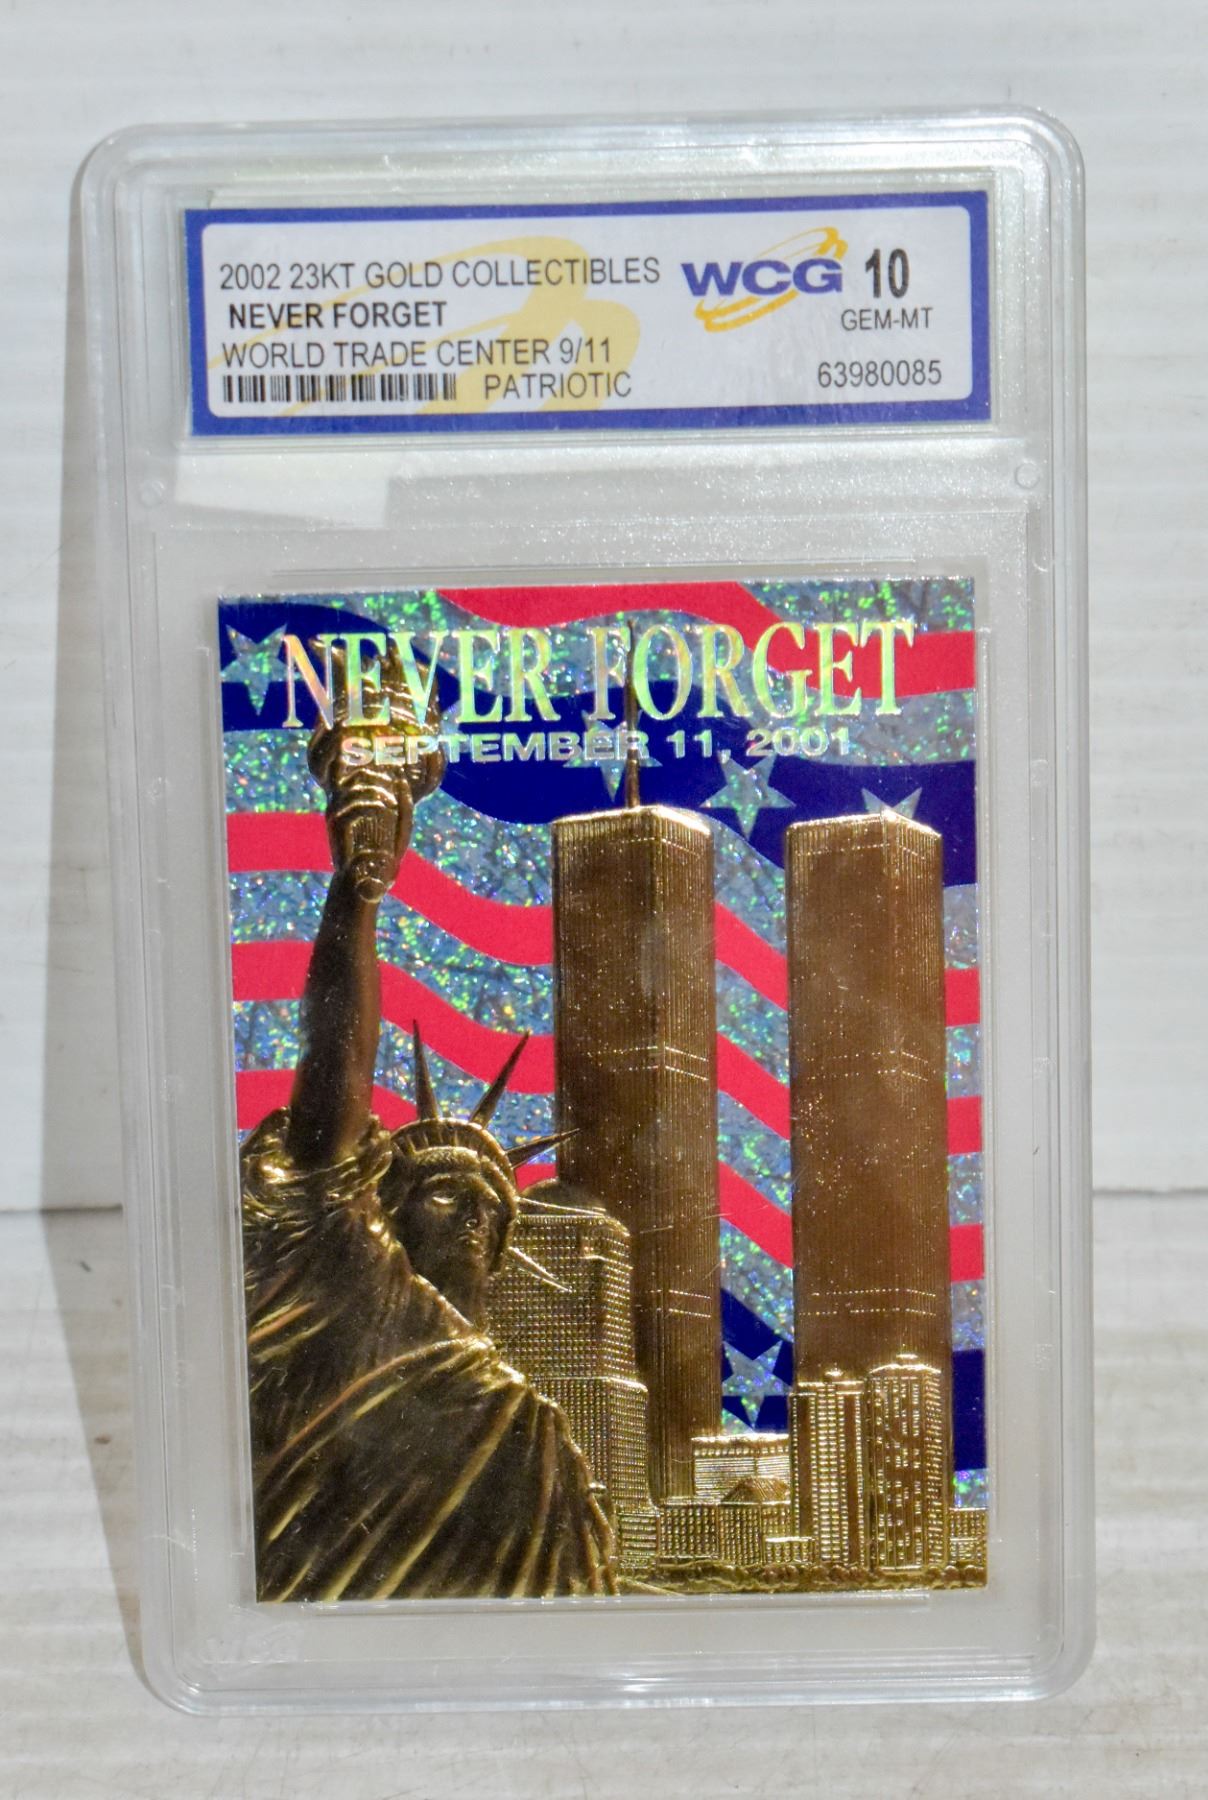 2002 23KT GOLD COLLECTIBLES
NEVER FORGET
WORLD TRADE CENTER 9/11
PATRIOTIC
WCG 10
GEM-MT
63980085
NEVER FORGET
SEPTEMBER 11, 2001